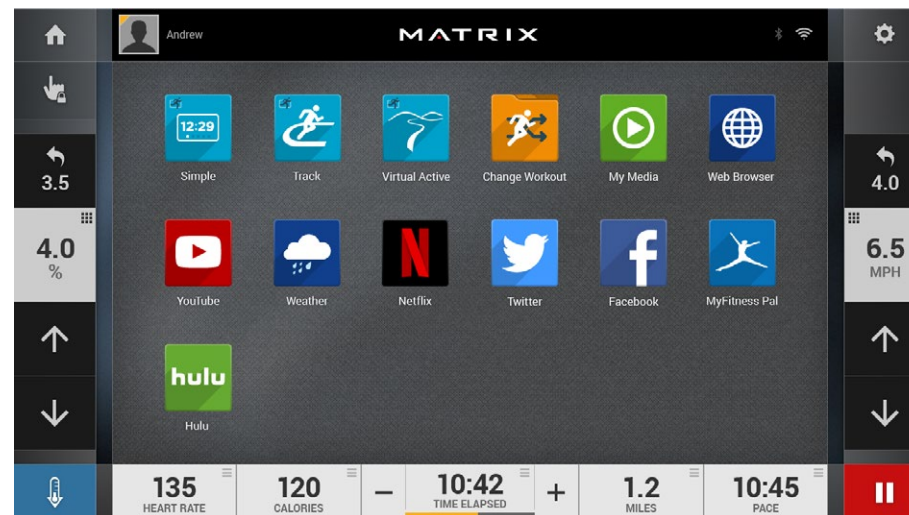 Andrew
MATRIX
3.5
4.0
%
4.0
6.5
MPH
12:29
Simple
Track
Virtual Active
Change Workout
My Media
Web Browser
YouTube
Weather
N
Netflix
Twitter
f
Facebook
MyFitness Pal
hulu
Hulu
135
HEART RATE
120
CALORIES
−
10:42
TIME ELAPSED
+
1.2
MILES
10:45
PACE